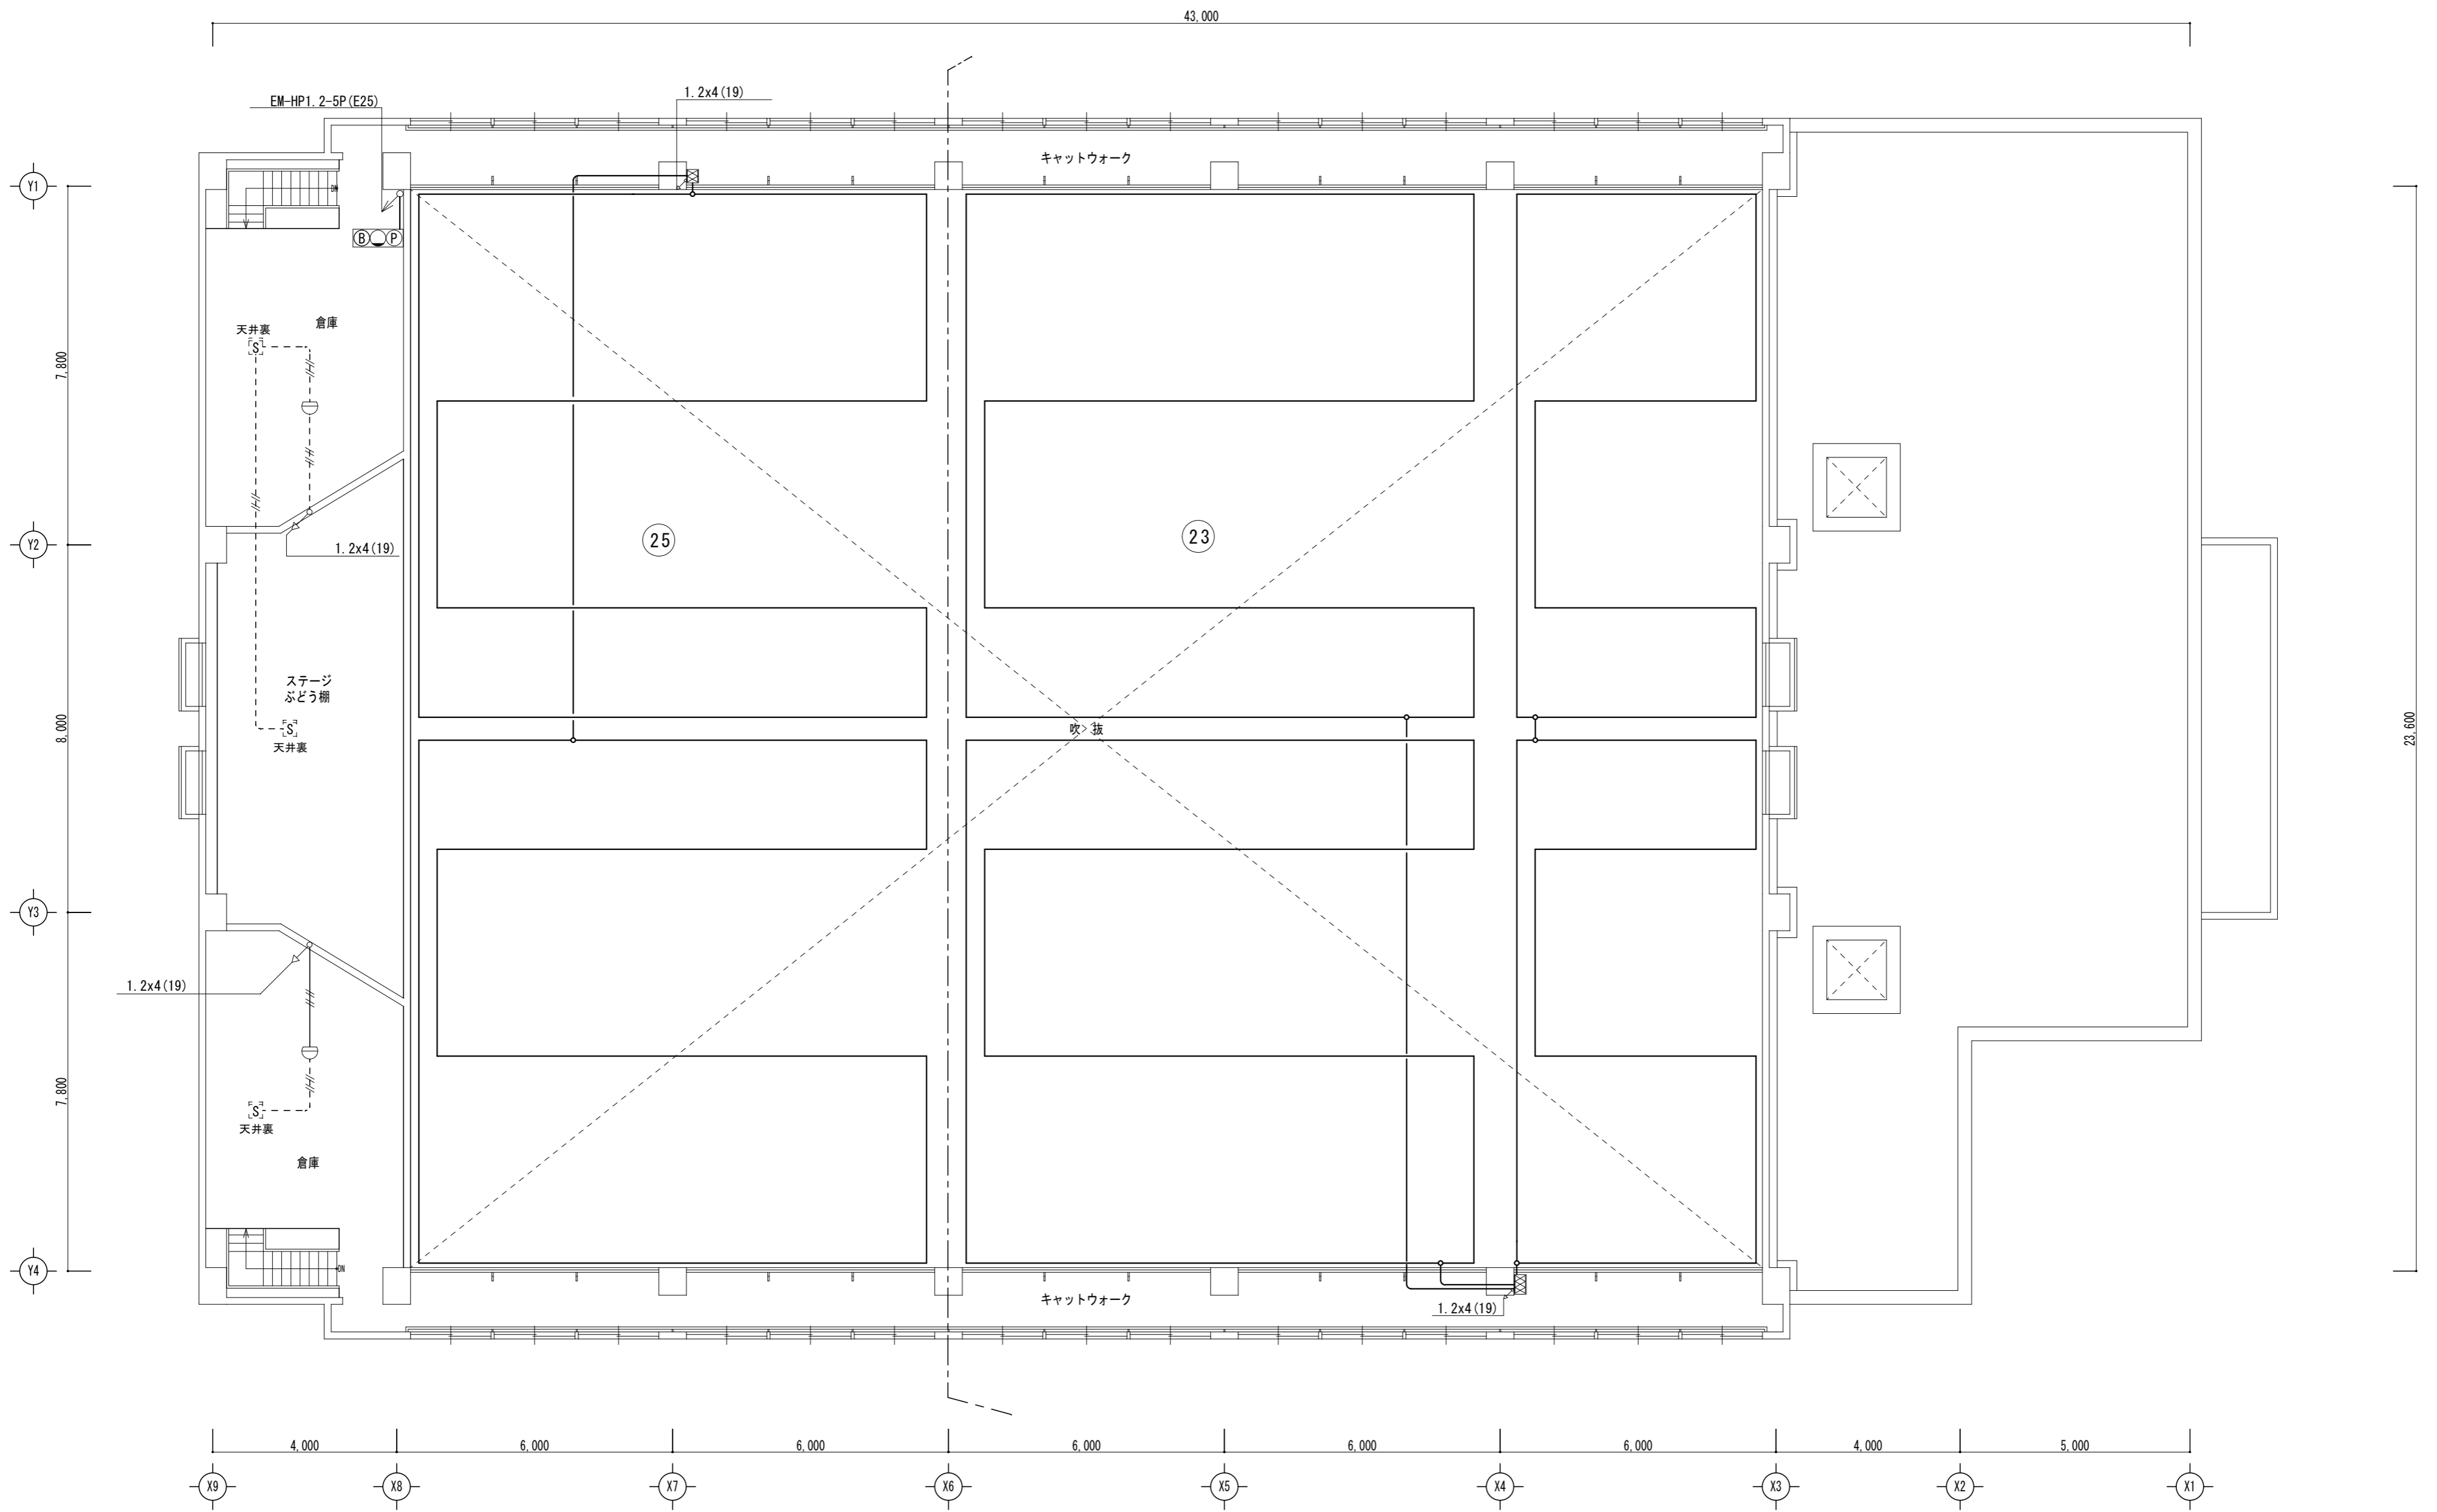 43,000
1.2x4(19)
EM-HP1.2-5P(E25)
キャットウォーク
Y1
DN
B
P
天井裏
倉庫
S
7,800
25
23
Y2
1.2x4(19)
ステージ
ぶどう棚
S
天井裏
吹 抜
8,000
23,600
Y3
1.2x4(19)
7,800
S
天井裏
倉庫
Y4
DN
キャットウォーク
1.2x4(19)
4,000
6,000
6,000
6,000
6,000
6,000
4,000
5,000
X9
X8
X7
X6
X5
X4
X3
X2
X1